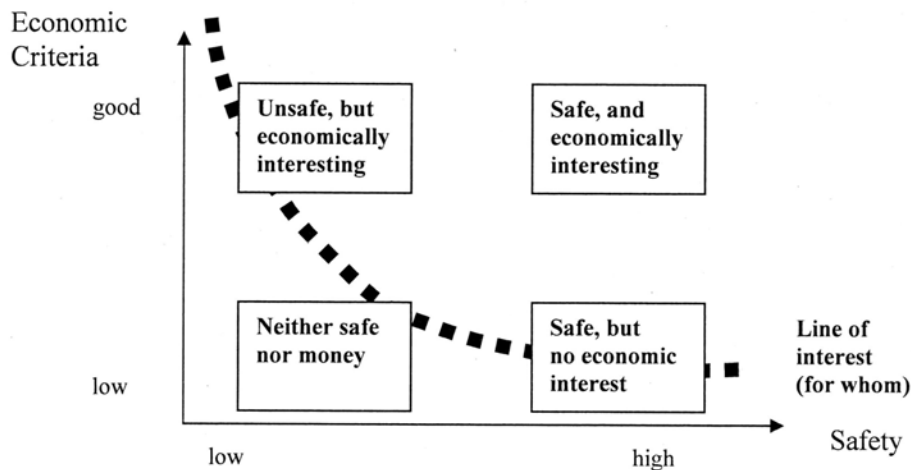 Economic
Criteria
good
Unsafe, but
economically
interesting
Safe, and
economically
interesting
Neither safe
nor money
Safe, but
no economic
interest
Line of
interest
(for whom)
low
Safety
low
high